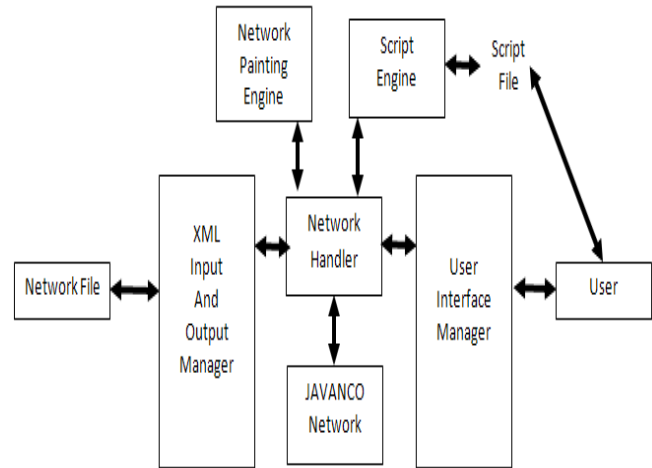 Network
Painting
Engine
Script
Engine
Script
File
Network File
XML
Input
And
Output
Manager
Network
Handler
User
Interface
Manager
User
JAVANCO
Network